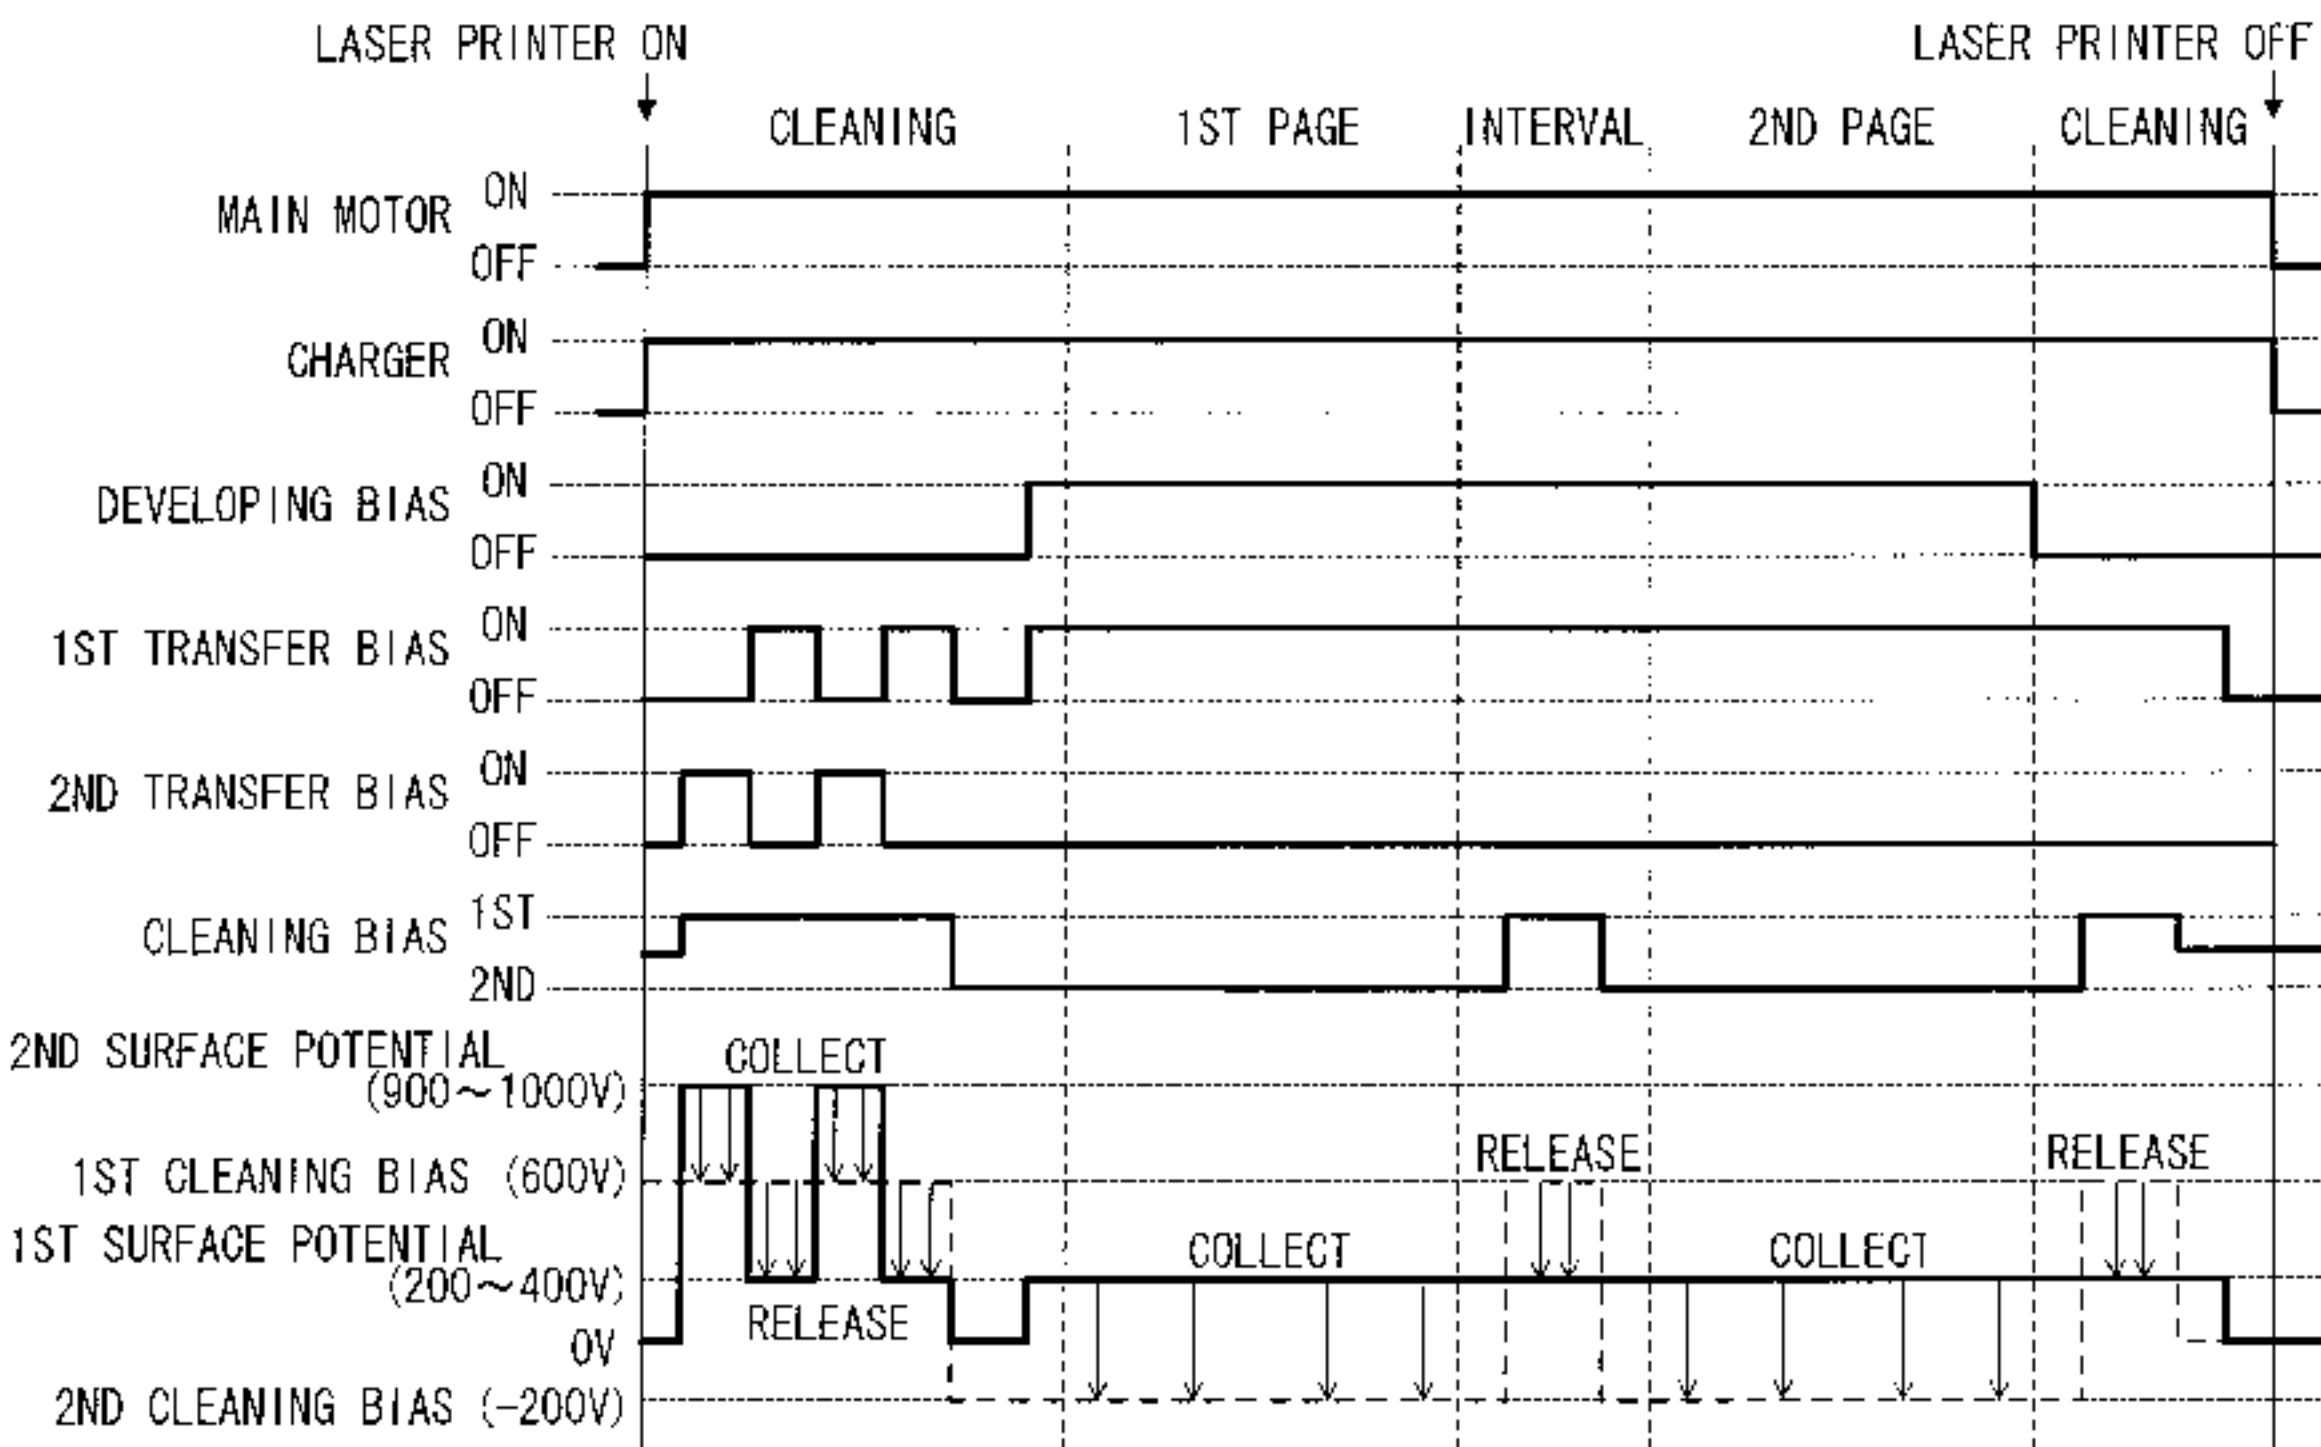 LASER PRINTER ON
LASER PRINTER OFF
CLEANING
1ST PAGE
INTERVAL
2ND PAGE
CLEANING
MAIN MOTOR
ON
OFF
CHARGER
ON
OFF
DEVELOPING BIAS
ON
OFF
1ST TRANSFER BIAS
ON
OFF
2ND TRANSFER BIAS
ON
OFF
CLEANING BIAS
1ST
2ND
2ND SURFACE POTENTIAL
(900~1000V)
COLLECT
1ST CLEANING BIAS (600V)
RELEASE
RELEASE
1ST SURFACE POTENTIAL
(200~400V)
COLLECT
COLLECT
RELEASE
0V
2ND CLEANING BIAS (-200V)